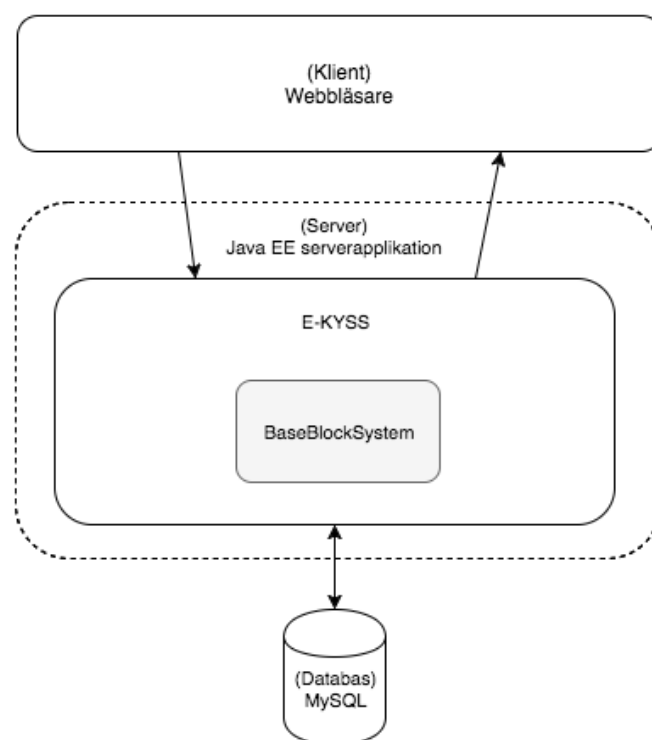 (Klient)
Webbläsare
(Server)
Java EE serverapplikation
E-KYSS
BaseBlockSystem
(Databas)
MySQL